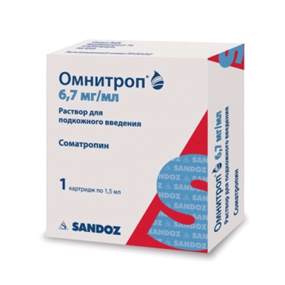 Омнитроп®
6,7 мг/мл
Раствор для
подкожного введения
Соматропин
1 картридж по 1,5 мл
SANDOZ
Омнитроп®
6,7 мг/мл
Раствор для
подкожного введения
Соматропин